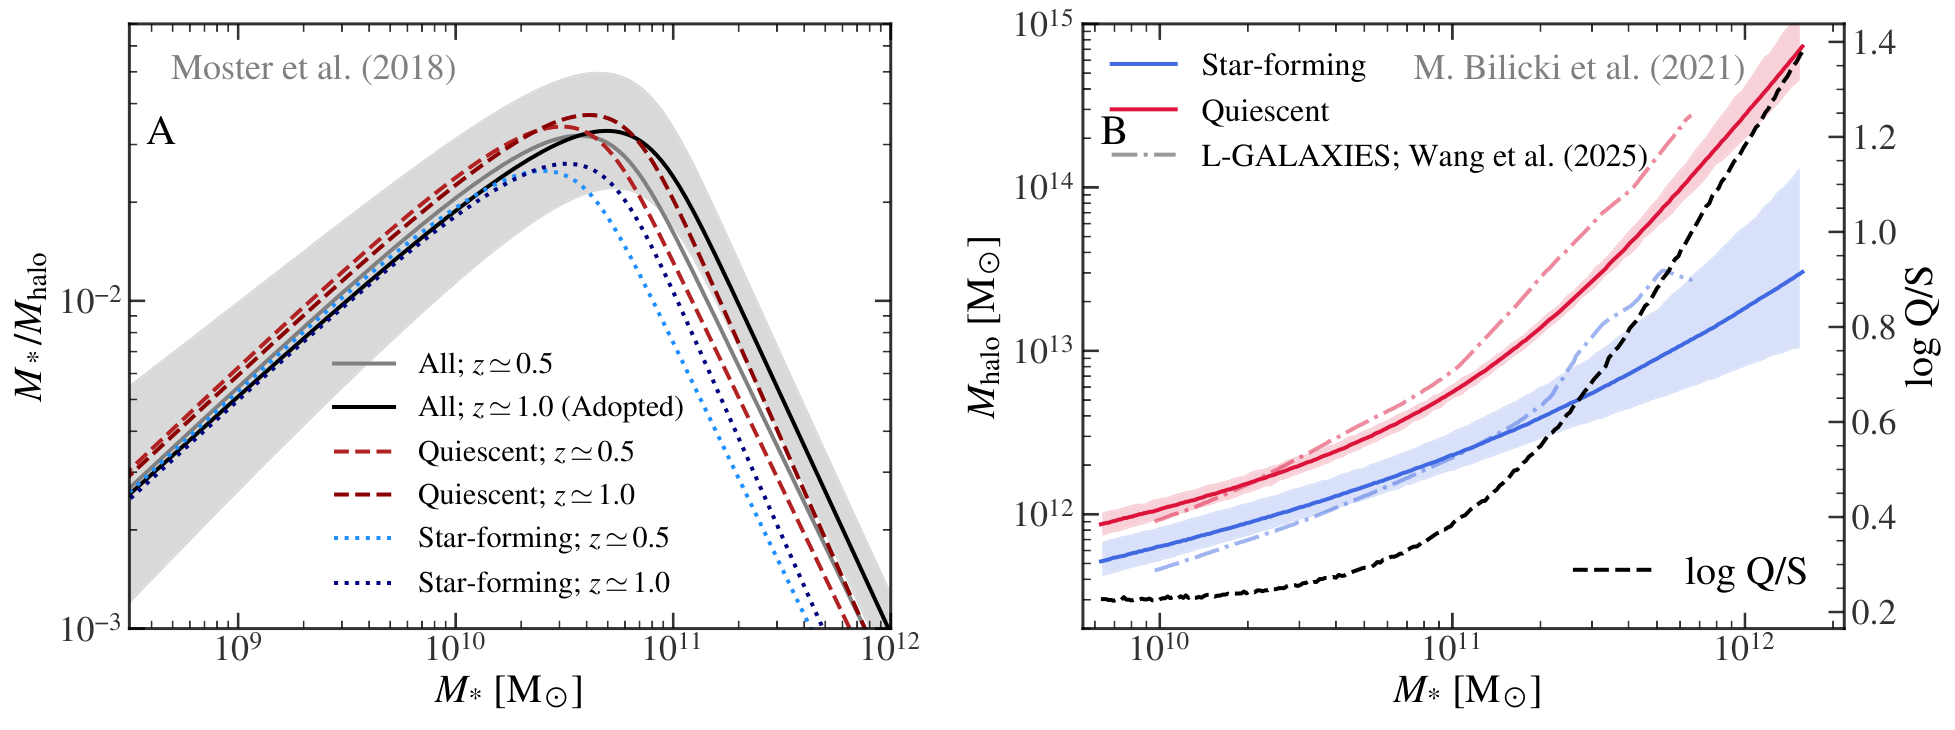 Moster et al. (2018)
A
M*/M_halo
10⁻²
10⁻³
All; z≃0.5
All; z≃1.0 (Adopted)
Quiescent; z≃0.5
Quiescent; z≃1.0
Star-forming; z≃0.5
Star-forming; z≃1.0
10⁹ 10¹⁰ 10¹¹ 10¹²
M* [M⊙]
Star-forming
M. Bilicki et al. (2021)
Quiescent
B
L-GALAXIES; Wang et al. (2025)
M_halo [M⊙]
10¹⁵
10¹⁴
10¹³
10¹²
log Q/S
1.4
1.2
1.0
0.8
0.6
0.4
0.2
log Q/S
10¹⁰ 10¹¹ 10¹²
M* [M⊙]